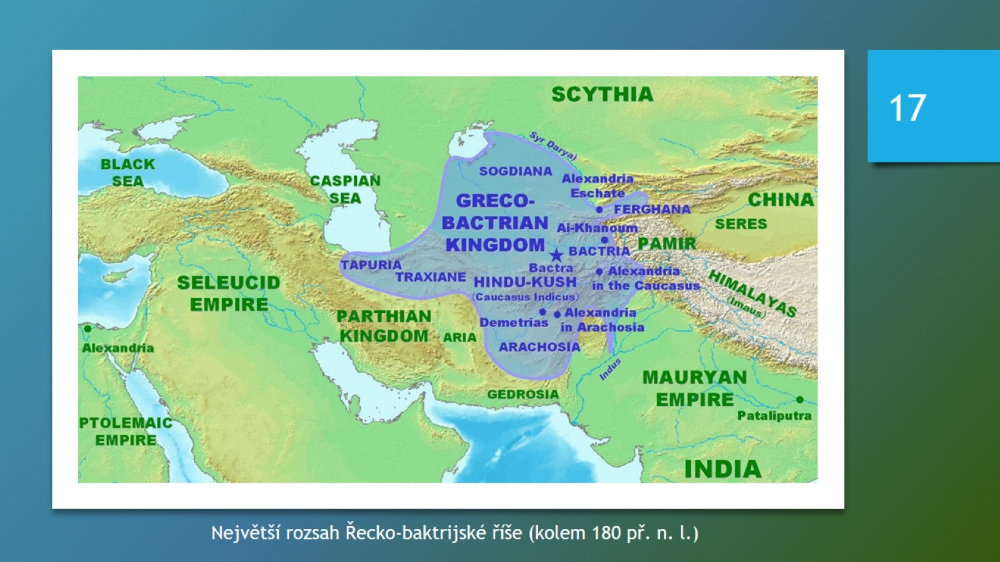 17
SCYTHIA
Syr Darya)
BLACK
SEA
CASPIAN
SEA
SOGDIANA
Alexandria
Eschate
GRECO-
BACTRIAN
KINGDOM
FERGHANA
CHINA
SERES
Ai-Khanoum
PAMIR
BACTRIA
Bactra
TAPURIA
TRAXIANE
HINDU-KUSH
(Caucasus Indicus)
Alexandria
in the Caucasus
HIMALAYAS
(Imaus)
SELEUCID
EMPIRE
PARTHIAN
KINGDOM
ARIA
Demetrias
Alexandria
in Arachosia
ARACHOSIA
Alexandria
Indus
MAURYAN
EMPIRE
GEDROSIA
Pataliputra
PTOLEMAIC
EMPIRE
INDIA
Největší rozsah Řecko-baktrijské říše (kolem 180 př. n. l.)